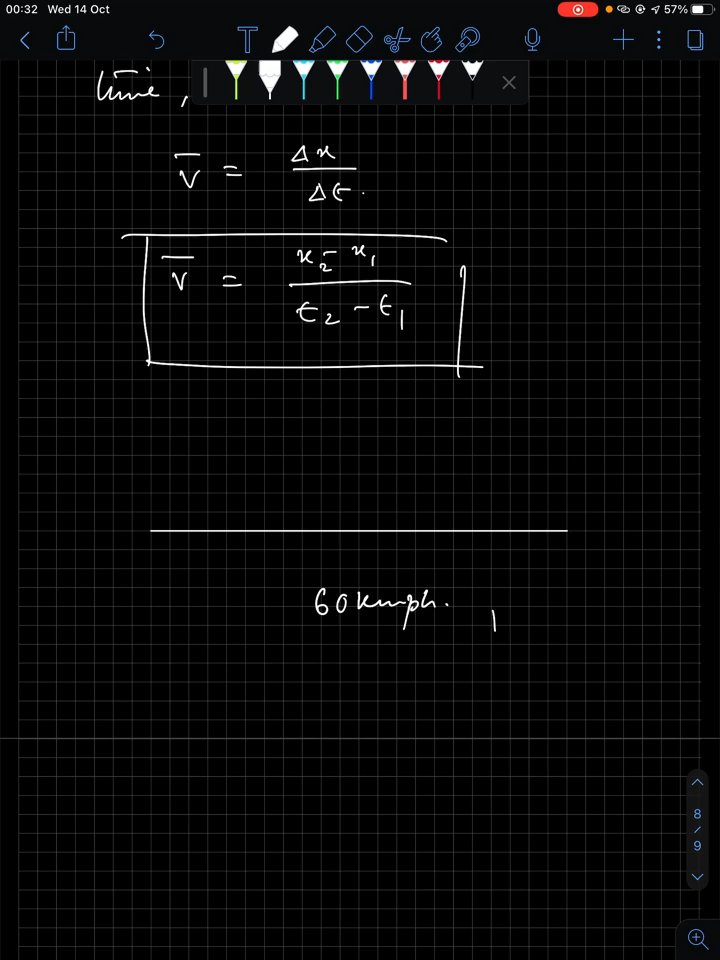 00:32 Wed 14 Oct 57%
T
time,
v̅ = Δx/Δt.
v̅ = x₂-x₁/t₂-t₁
60 kmph.
8/9